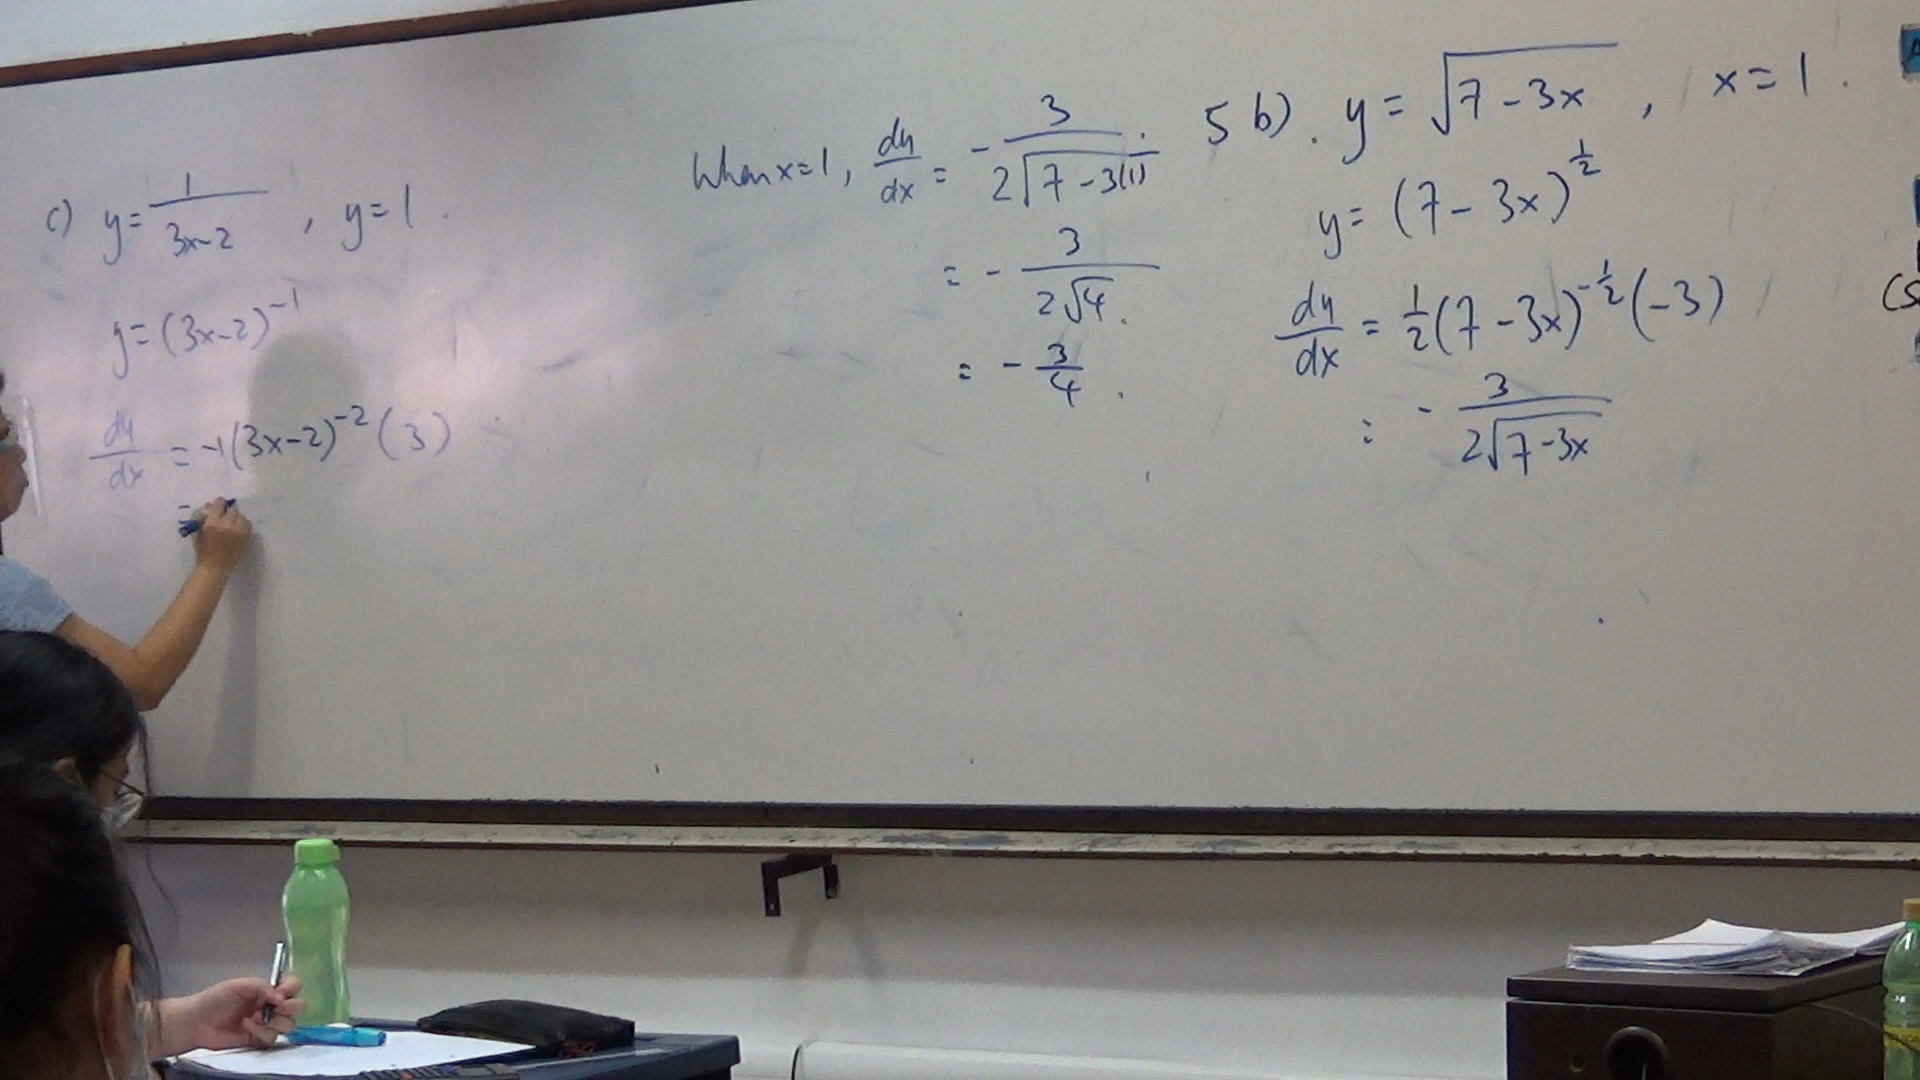 c) y = 1/(3x-2) , y = 1 .
y = (3x-2)^-1
dy/dx = -1(3x-2)^-2 (3)
=
When x=1, dy/dx = - 3/(2√(7-3(1))) .
= - 3/(2√4) .
= - 3/4 .
5 b) . y = √(7-3x) , x = 1 .
y = (7-3x)^1/2
dy/dx = 1/2(7-3x)^-1/2 (-3)
= - 3/(2√(7-3x))